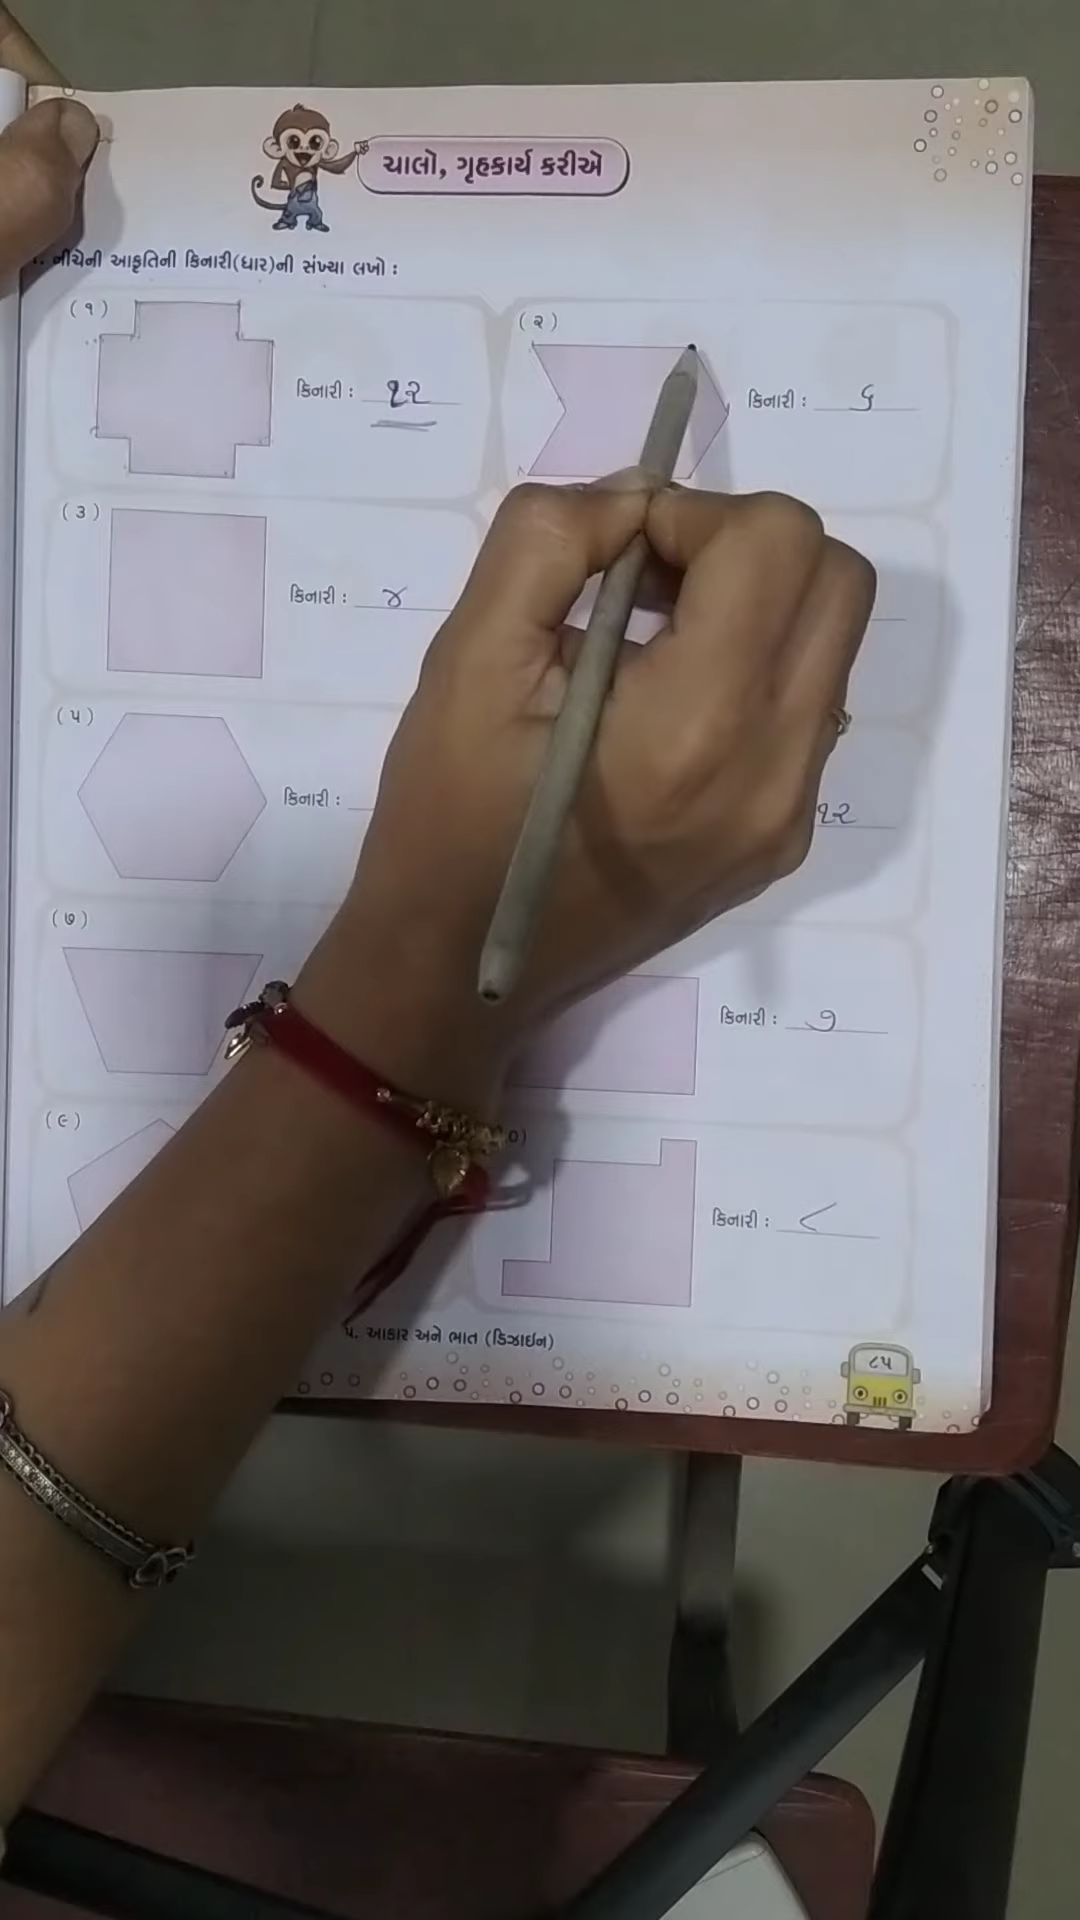 ચાલો, ગૃહકાર્ય કરીએ
નીચેની આકૃતિની કિનારી(ધાર)ની સંખ્યા લખો :
(૧) કિનારી : ૧૨
(૨) કિનારી : ૬
(૩) કિનારી : ૪
(૫) કિનારી :
૧૨
(૭)
કિનારી : ૭
(૯)
૦) કિનારી : ૮
૫. આકાર અને ભાત (ડિઝાઇન)
૮૫